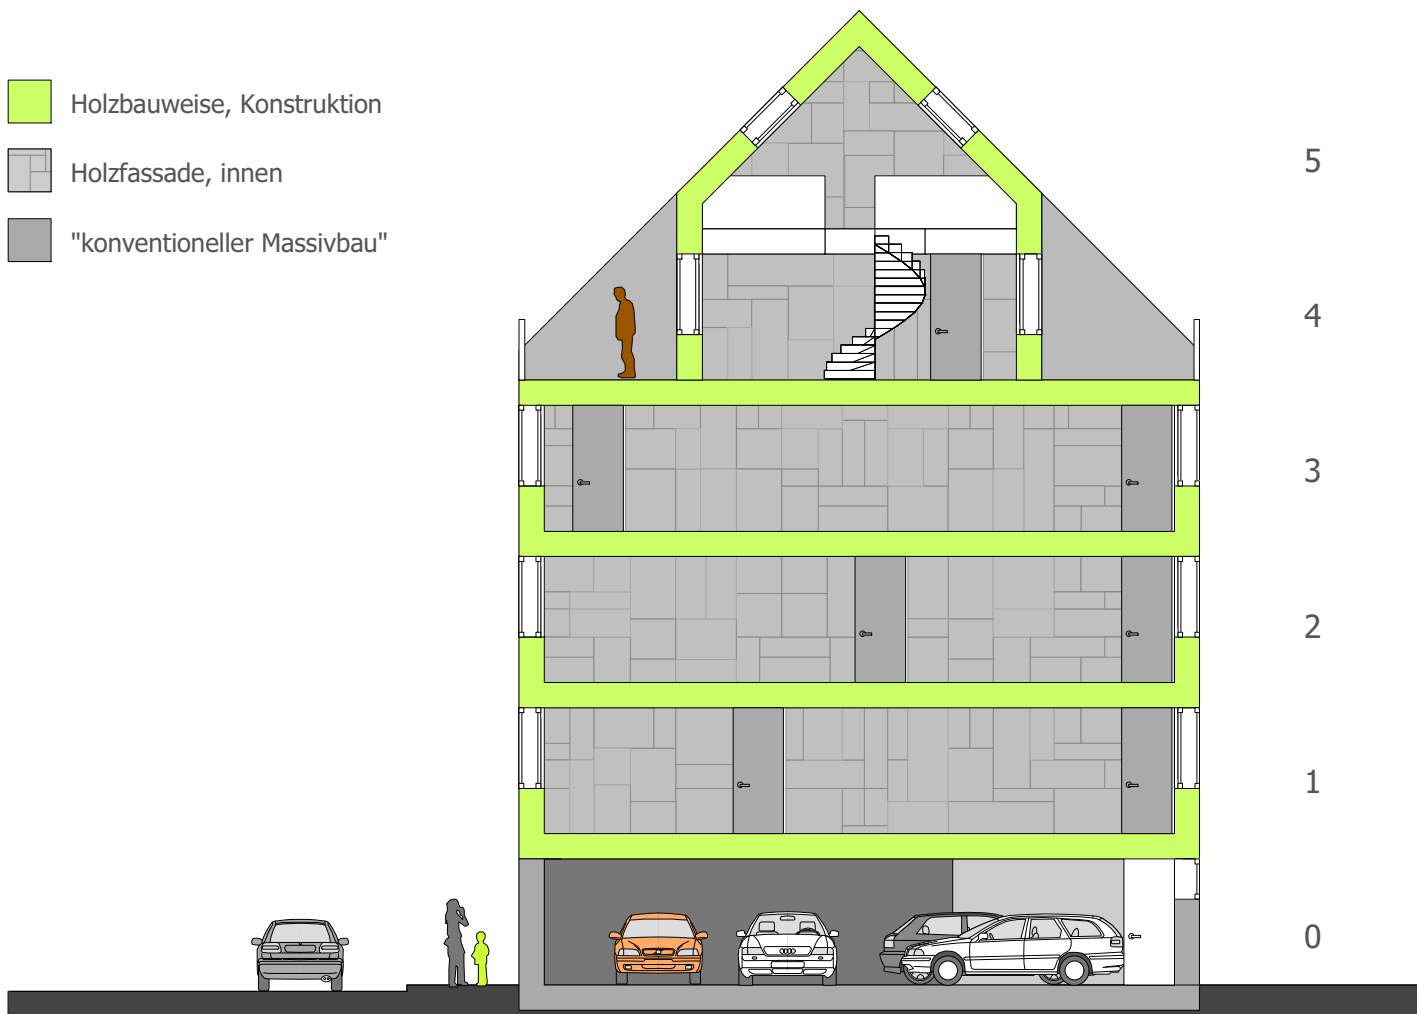 Holzbauweise, Konstruktion
Holzfassade, innen
"konventioneller Massivbau"
5
4
3
2
1
0